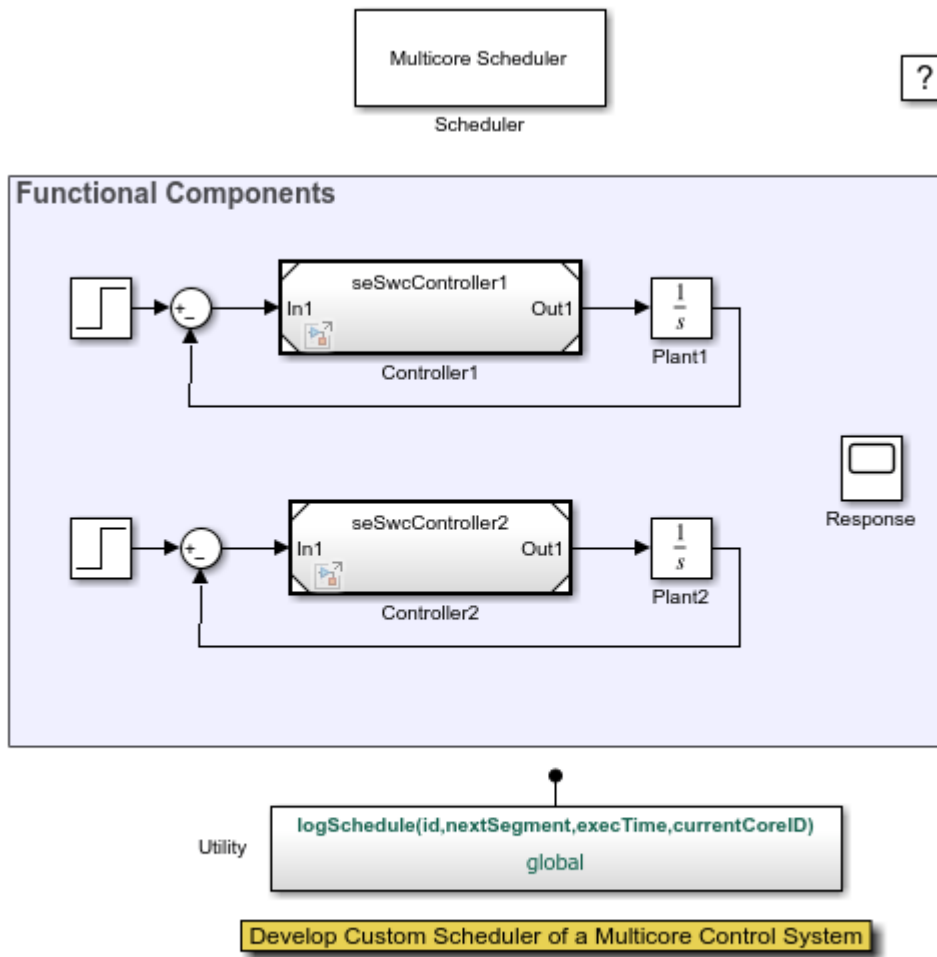 Multicore Scheduler
?
Scheduler
Functional Components
seSwcController1
+
-
In1
Out1
1
s
Controller1
Plant1
Response
seSwcController2
+
-
In1
Out1
1
s
Controller2
Plant2
logSchedule(id,nextSegment,execTime,currentCoreID)
Utility
global
Develop Custom Scheduler of a Multicore Control System